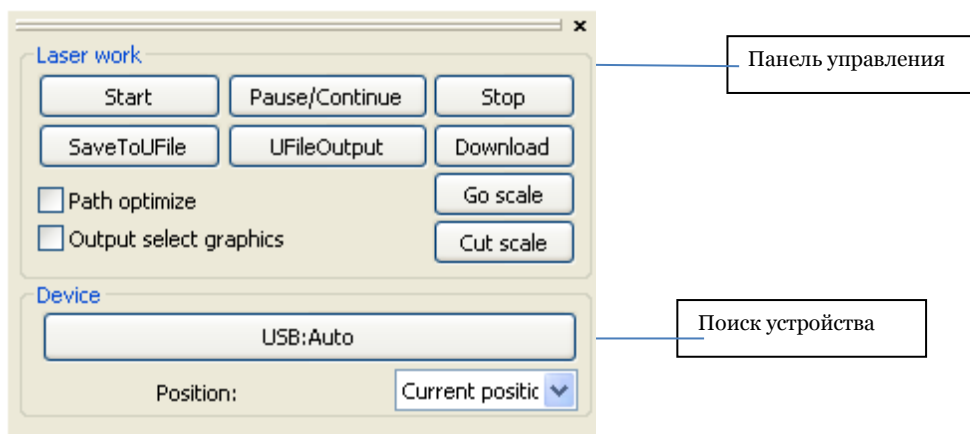 Laser work
Панель управления
Start Pause/Continue Stop
SaveToUFile UFileOutput Download
Path optimize Go scale
Output select graphics Cut scale
Device
USB:Auto
Поиск устройства
Position: Current positic